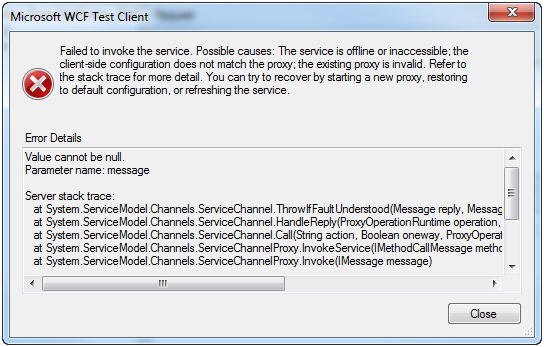 Microsoft WCF Test Client
Failed to invoke the service. Possible causes: The service is offline or inaccessible; the
client-side configuration does not match the proxy; the existing proxy is invalid. Refer to
the stack trace for more detail. You can try to recover by starting a new proxy, restoring
to default configuration, or refreshing the service.
Error Details
Value cannot be null.
Parameter name: message
Server stack trace:
at System.ServiceModel.Channels.ServiceChannel.ThrowIfFaultUnderstood(Message reply, Messag
at System.ServiceModel.Channels.ServiceChannel.HandleReply(ProxyOperationRuntime operation,
at System.ServiceModel.Channels.ServiceChannel.Call(String action, Boolean oneway, ProxyOperat
at System.ServiceModel.Channels.ServiceChannelProxy.InvokeService(IMethodCallMessage metho
at System.ServiceModel.Channels.ServiceChannelProxy.Invoke(IMessage message)
Close